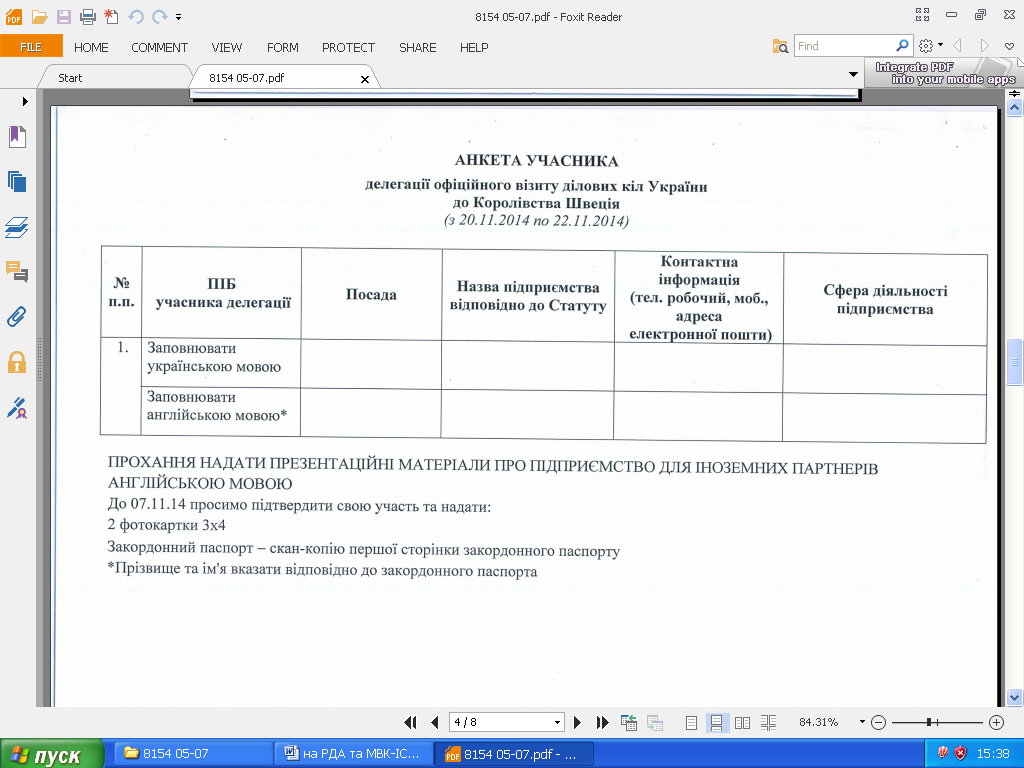 8154 05-07.pdf - Foxit Reader
FILE HOME COMMENT VIEW FORM PROTECT SHARE HELP
Find
Start
8154 05-07.pdf
Integrate PDF
into your mobile apps
АНКЕТА УЧАСНИКА
делегації офіційного візиту ділових кіл України
до Королівства Швеція
(з 20.11.2014 по 22.11.2014)
№
п.п.
ПІБ
учасника делегації
Посада
Назва підприємства
відповідно до Статуту
Контактна
інформація
(тел. робочий, моб.,
адреса
електронної пошти)
Сфера діяльності
підприємства
1.
Заповнювати
українською мовою
Заповнювати
англійською мовою*
ПРОХАННЯ НАДАТИ ПРЕЗЕНТАЦІЙНІ МАТЕРІАЛИ ПРО ПІДПРИЄМСТВО ДЛЯ ІНОЗЕМНИХ ПАРТНЕРІВ
АНГЛІЙСЬКОЮ МОВОЮ
До 07.11.14 просимо підтвердити свою участь та надати:
2 фотокартки 3х4
Закордонний паспорт – скан-копію першої сторінки закордонного паспорту
*Прізвище та ім'я вказати відповідно до закордонного паспорта
4 / 8
84.31%
пуск
8154 05-07
на РДА та МВК-ІС...
8154 05-07.pdf - ...
15:38